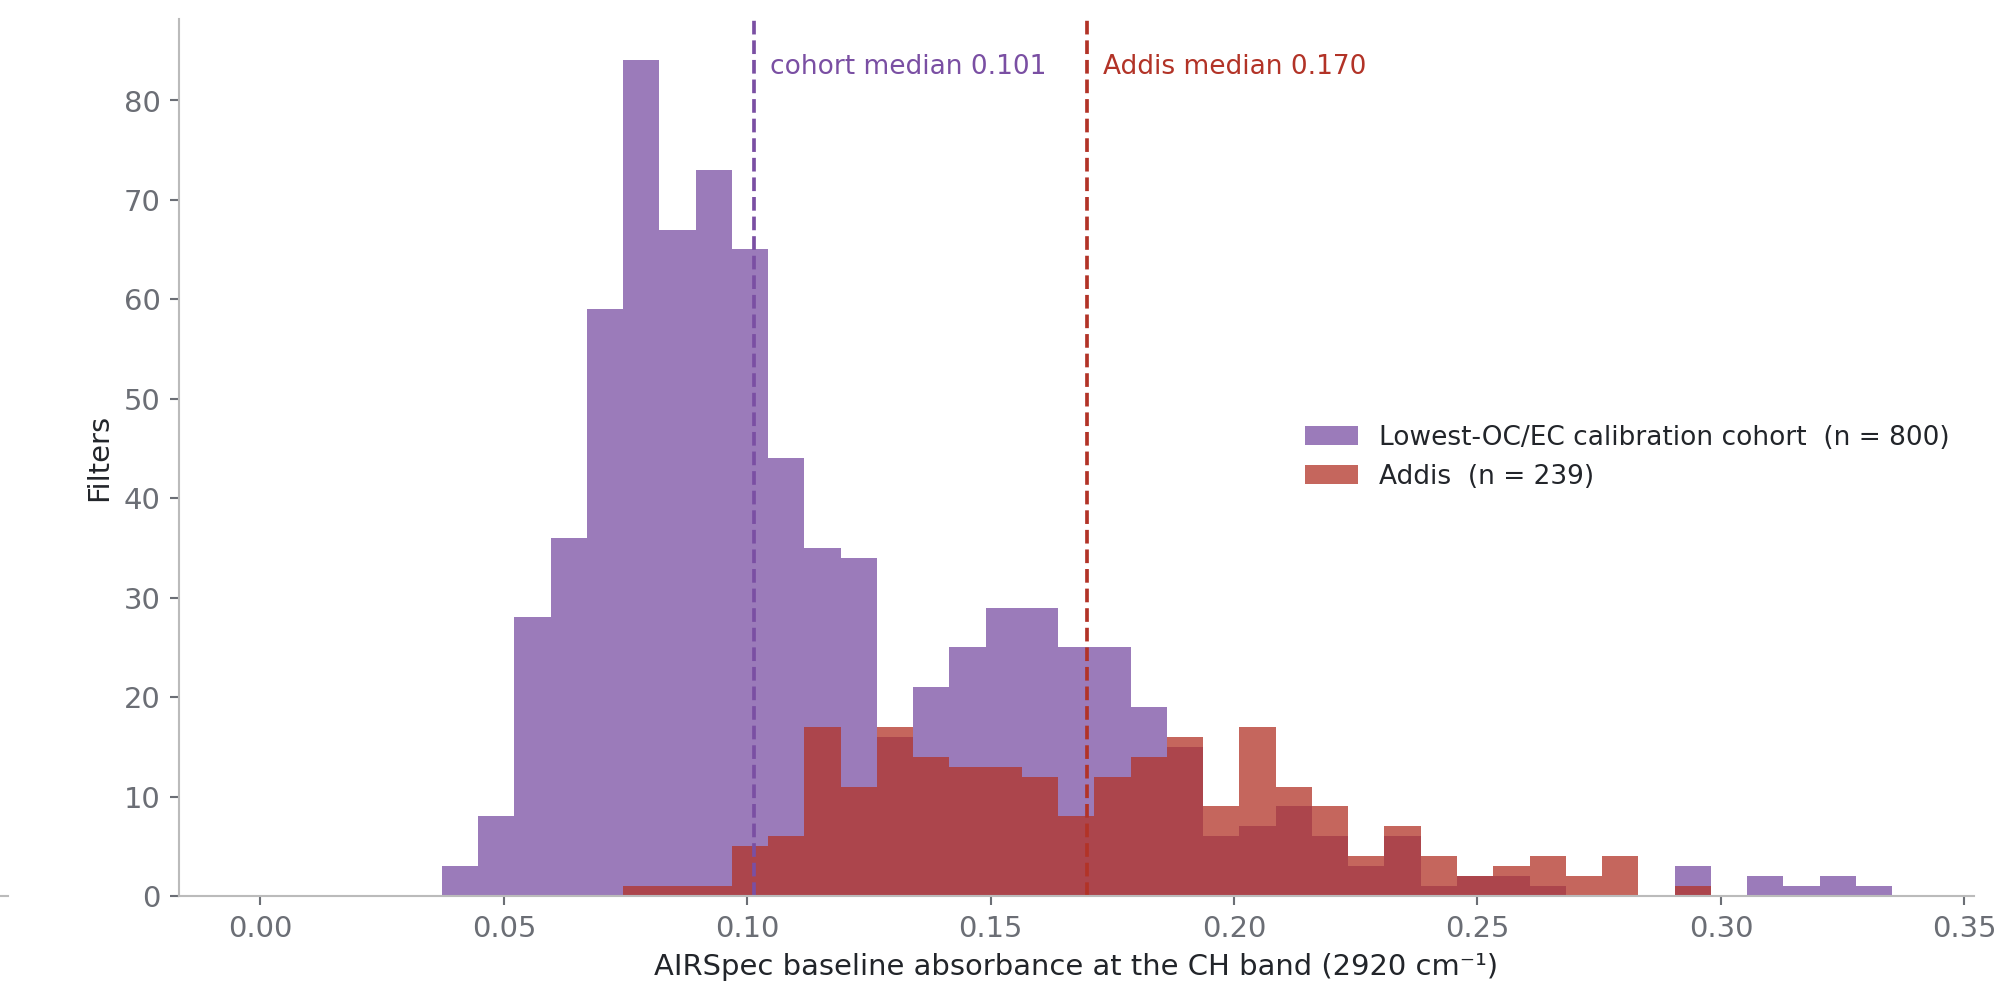 cohort median 0.101
Addis median 0.170
80
70
60
50
40
30
20
10
0
Filters
Lowest-OC/EC calibration cohort (n = 800)
Addis (n = 239)
0.00
0.05
0.10
0.15
0.20
0.25
0.30
0.35
AIRSpec baseline absorbance at the CH band (2920 cm⁻¹)